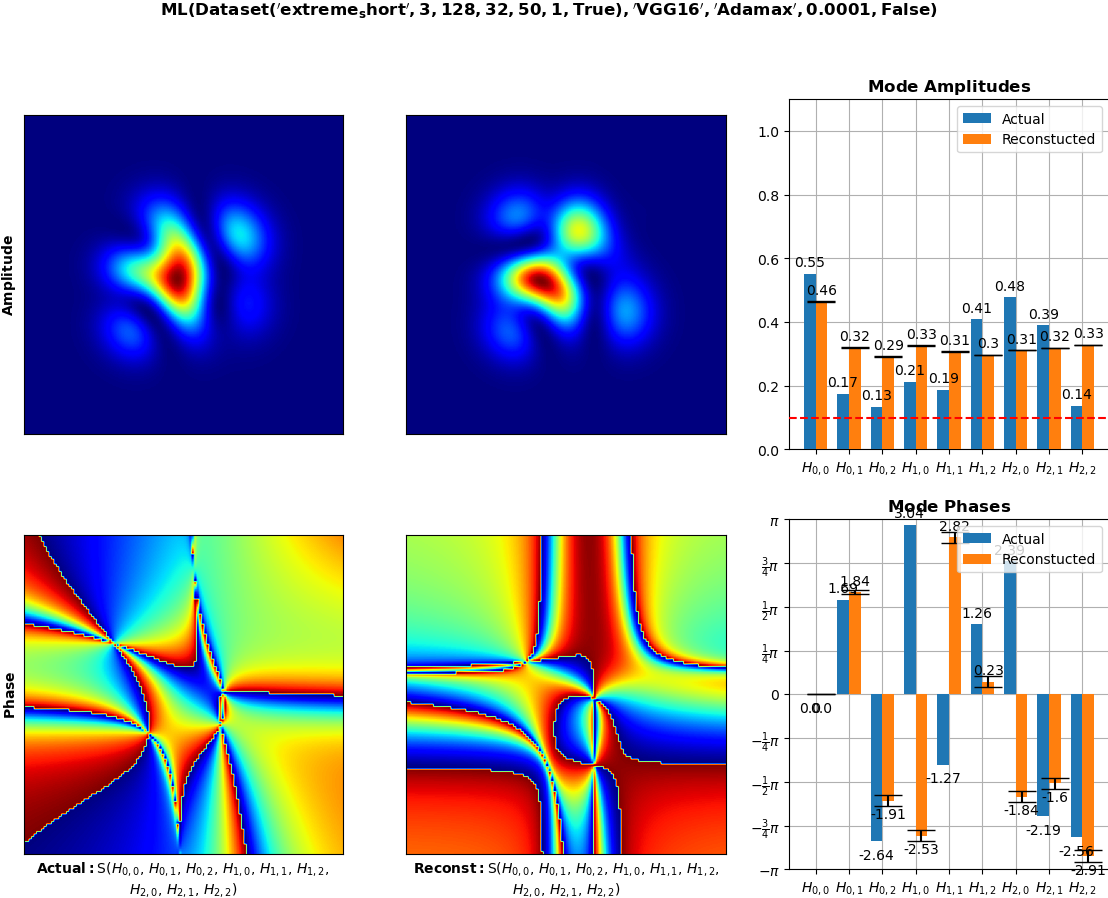 ML(Dataset('extreme_short', 3, 128, 32, 50, 1, True), 'VGG16', 'Adamax', 0.0001, False)
Amplitude
Mode Amplitudes
Actual
Reconstucted
1.0
0.8
0.6
0.4
0.2
0.0
0.55
0.46
0.17
0.32
0.13
0.29
0.21
0.33
0.19
0.31
0.41
0.3
0.48
0.31
0.39
0.32
0.14
0.33
H0,0 H0,1 H0,2 H1,0 H1,1 H1,2 H2,0 H2,1 H2,2
Phase
Mode Phases
Actual
Reconstucted
π
3/4π
1/2π
1/4π
0
−1/4π
−1/2π
−3/4π
−π
0.0
0.0
1.69
1.84
-2.64
-1.91
3.04
-2.53
-1.27
2.82
1.26
0.23
2.39
-1.84
-2.19
-1.6
-2.56
-2.91
H0,0 H0,1 H0,2 H1,0 H1,1 H1,2 H2,0 H2,1 H2,2
Actual: S(H0,0, H0,1, H0,2, H1,0, H1,1, H1,2,
H2,0, H2,1, H2,2)
Reconst: S(H0,0, H0,1, H0,2, H1,0, H1,1, H1,2,
H2,0, H2,1, H2,2)